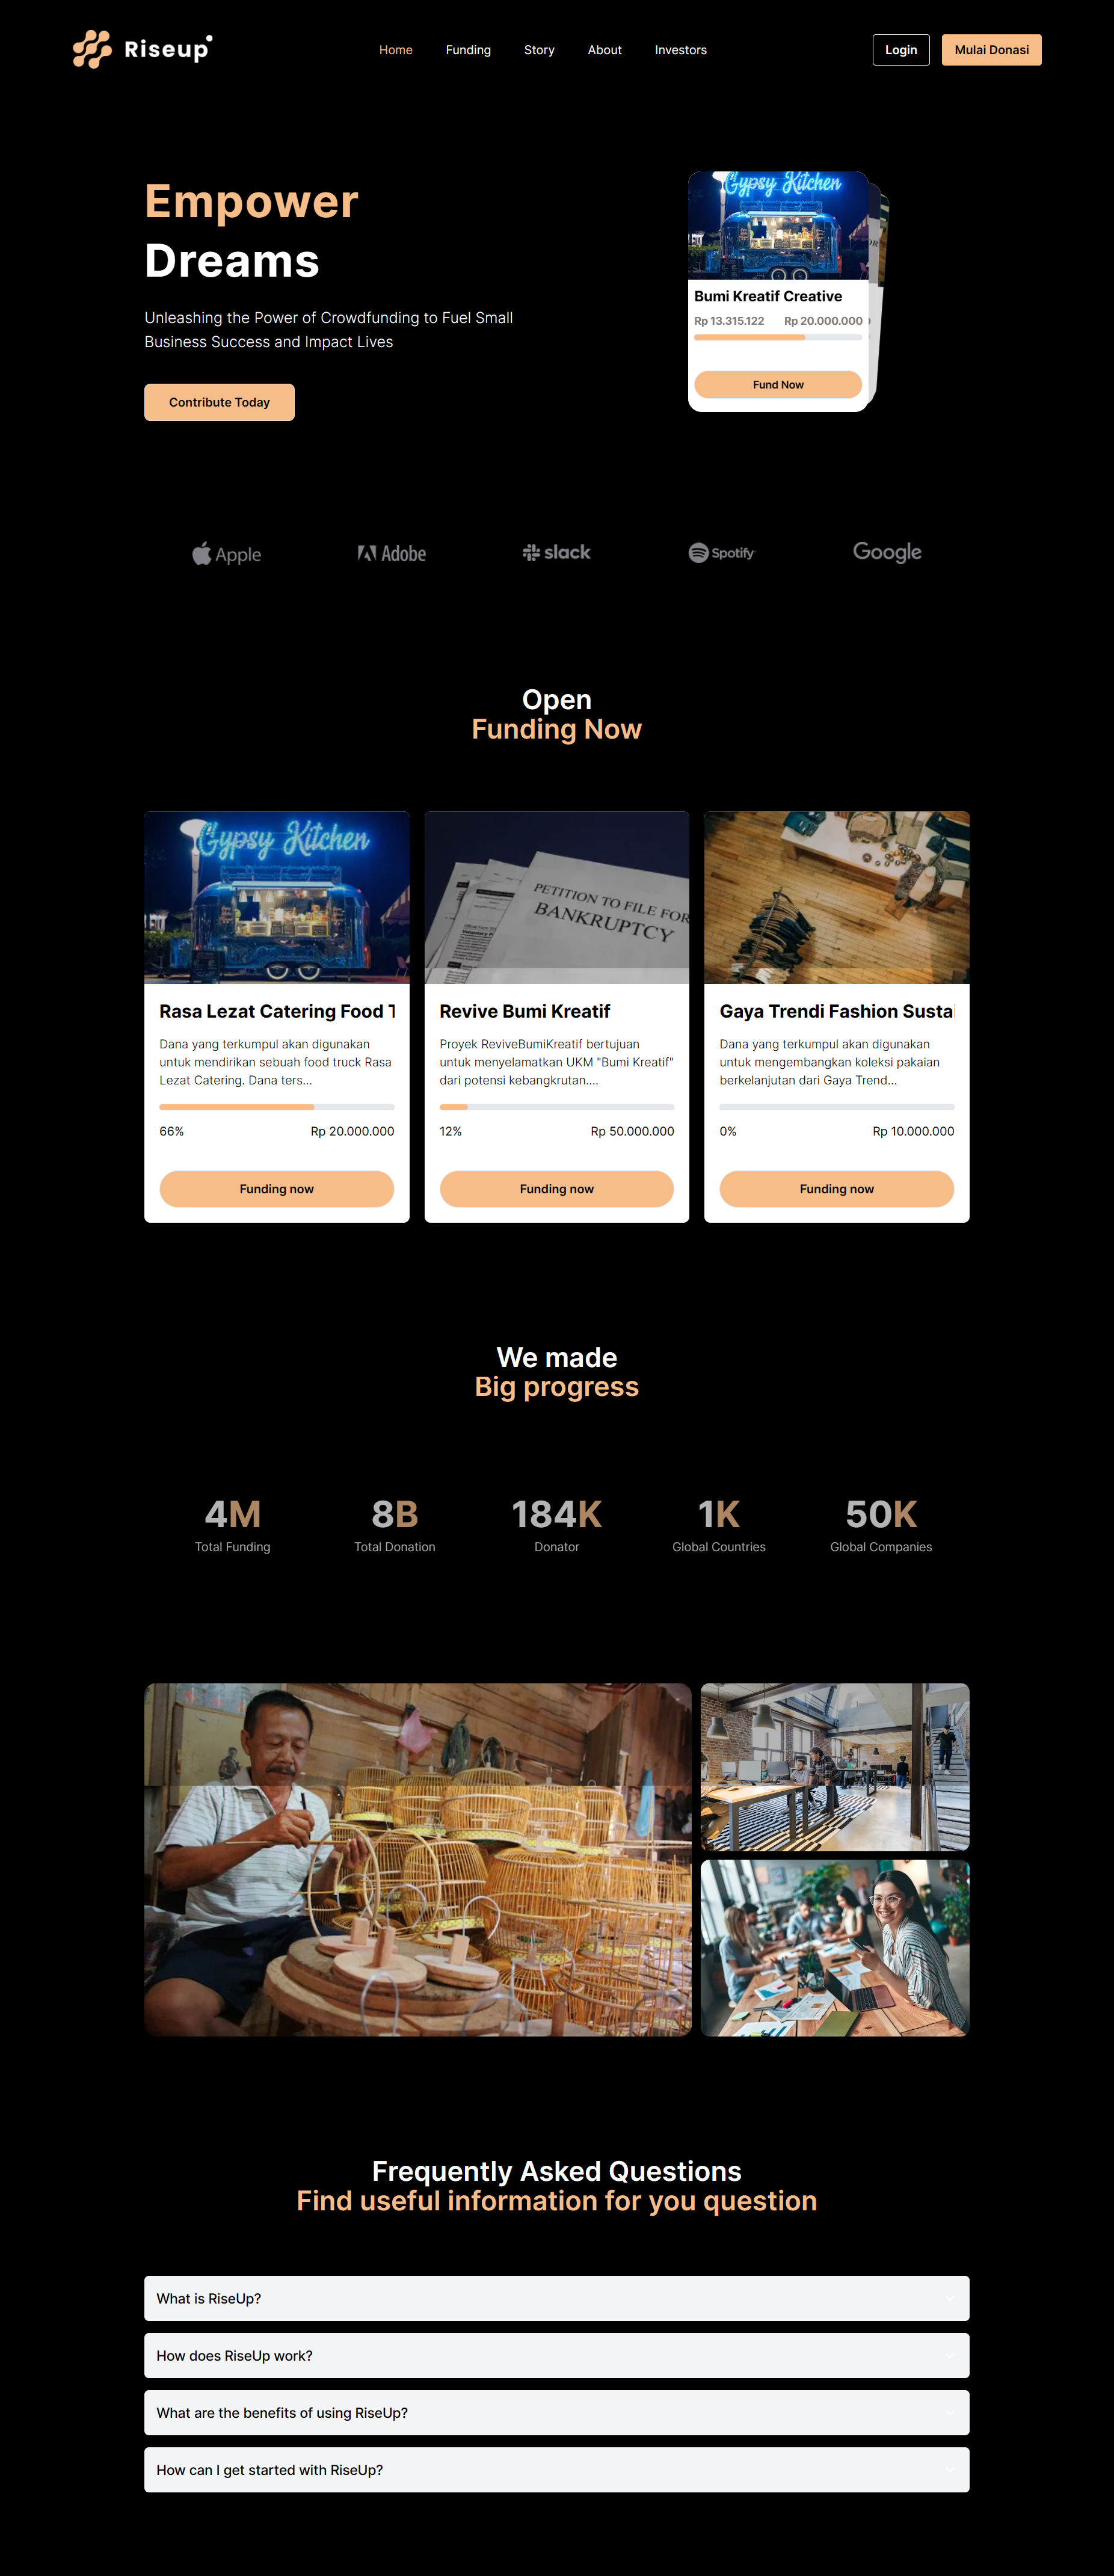 Riseup
Home
Funding
Story
About
Investors
Login
Mulai Donasi
Empower
Dreams
Unleashing the Power of Crowdfunding to Fuel Small
Business Success and Impact Lives
Contribute Today
Gypsy Kitchen
Bumi Kreatif Creative
Rp 13.315.122
Rp 20.000.000
Fund Now
Apple
Adobe
slack
Spotify
Google
Open
Funding Now
Gypsy Kitchen
Rasa Lezat Catering Food T
Dana yang terkumpul akan digunakan
untuk mendirikan sebuah food truck Rasa
Lezat Catering. Dana ters...
66%
Rp 20.000.000
Funding now
PETITION TO FILE FOR
BANKRUPTCY
Revive Bumi Kreatif
Proyek ReviveBumiKreatif bertujuan
untuk menyelamatkan UKM "Bumi Kreatif"
dari potensi kebangkrutan....
12%
Rp 50.000.000
Funding now
Gaya Trendi Fashion Sustai
Dana yang terkumpul akan digunakan
untuk mengembangkan koleksi pakaian
berkelanjutan dari Gaya Trend...
0%
Rp 10.000.000
Funding now
We made
Big progress
4M
Total Funding
8B
Total Donation
184K
Donator
1K
Global Countries
50K
Global Companies
Frequently Asked Questions
Find useful information for you question
What is RiseUp?
How does RiseUp work?
What are the benefits of using RiseUp?
How can I get started with RiseUp?